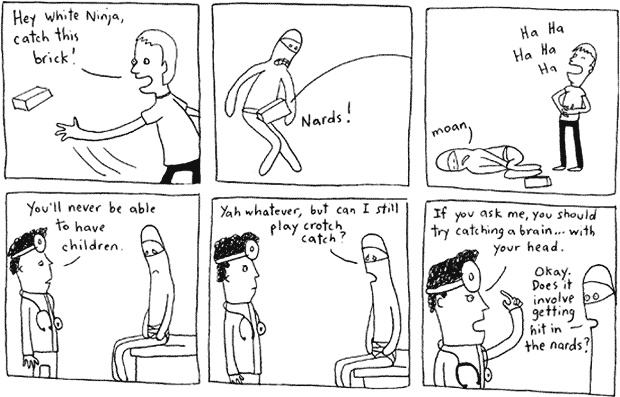 Hey White Ninja,
catch this
brick!
Nards!
Ha Ha
Ha Ha
Ha
moan
You'll never be able
to have
children.
Yah whatever, but can I still
play crotch
catch?
If you ask me, you should
try catching a brain... with
your head.
Okay.
Does it
involve
getting
hit in
the nards?